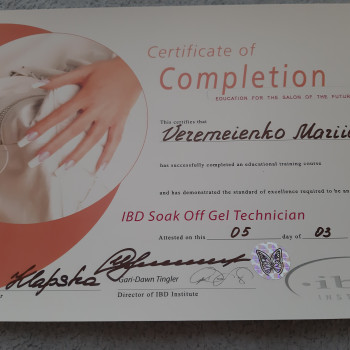 Certificate of
Completion
EDUCATION FOR THE SALON OF THE FUTURE
This certifies that
Veremeienko Mariia
has successfully completed an educational training course
and has demonstrated the standard of excellence required to be an
IBD Soak Off Gel Technician
Attested on this 05 day of 03
Klapska
Gari-Dawn Tingler
Director of IBD Institute